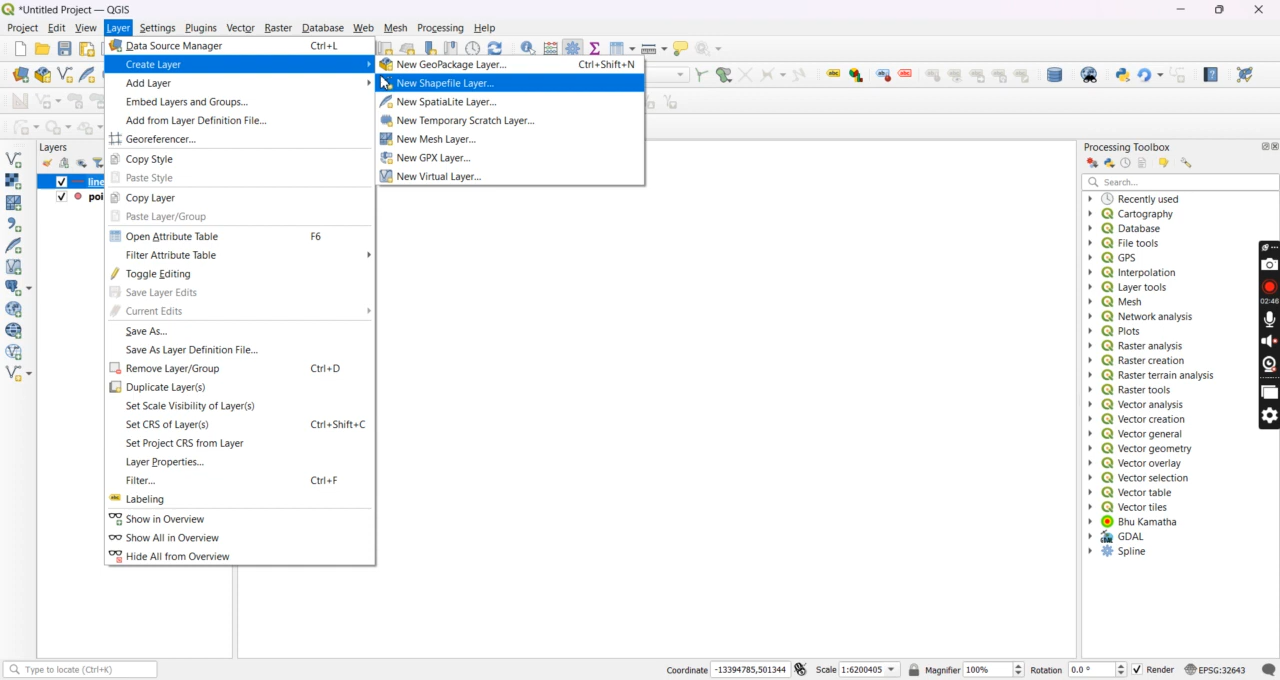 *Untitled Project — QGIS
Project Edit View Layer Settings Plugins Vector Raster Database Web Mesh Processing Help
Data Source Manager Ctrl+L
Create Layer
Add Layer
Embed Layers and Groups...
Add from Layer Definition File...
Georeferencer...
Copy Style
Paste Style
Copy Layer
Paste Layer/Group
Open Attribute Table F6
Filter Attribute Table
Toggle Editing
Save Layer Edits
Current Edits
Save As...
Save As Layer Definition File...
Remove Layer/Group Ctrl+D
Duplicate Layer(s)
Set Scale Visibility of Layer(s)
Set CRS of Layer(s) Ctrl+Shift+C
Set Project CRS from Layer
Layer Properties...
Filter... Ctrl+F
Labeling
Show in Overview
Show All in Overview
Hide All from Overview
New GeoPackage Layer... Ctrl+Shift+N
New Shapefile Layer...
New SpatiaLite Layer...
New Temporary Scratch Layer...
New Mesh Layer...
New GPX Layer...
New Virtual Layer...
Layers
line
poi
Processing Toolbox
Search...
Recently used
Cartography
Database
File tools
GPS
Interpolation
Layer tools
Mesh
Network analysis
Plots
Raster analysis
Raster creation
Raster terrain analysis
Raster tools
Vector analysis
Vector creation
Vector general
Vector geometry
Vector overlay
Vector selection
Vector table
Vector tiles
Bhu Kamatha
GDAL
Spline
02:46
Type to locate (Ctrl+K)
Coordinate -13394785,501344 Scale 1:6200405 Magnifier 100% Rotation 0.0 ° Render EPSG:32643